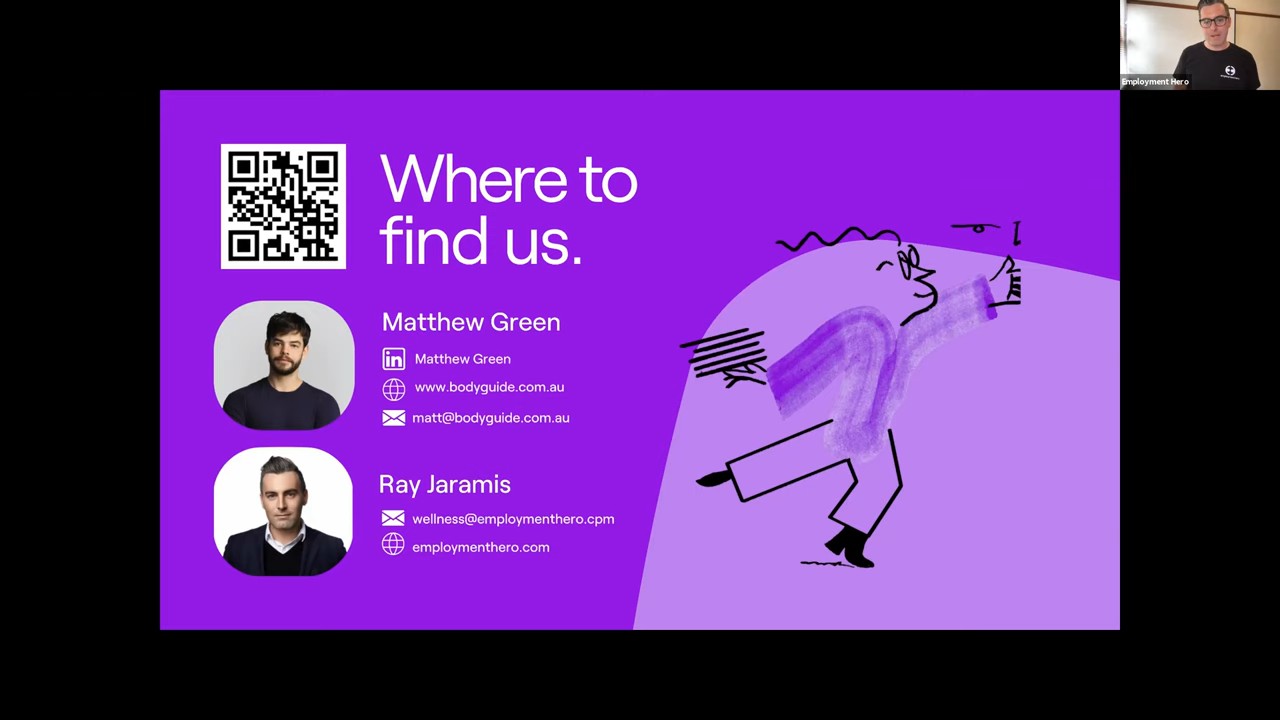 Employment Hero
Where to
find us.
Matthew Green
in Matthew Green
www.bodyguide.com.au
matt@bodyguide.com.au
Ray Jaramis
wellness@employmenthero.cpm
employmenthero.com